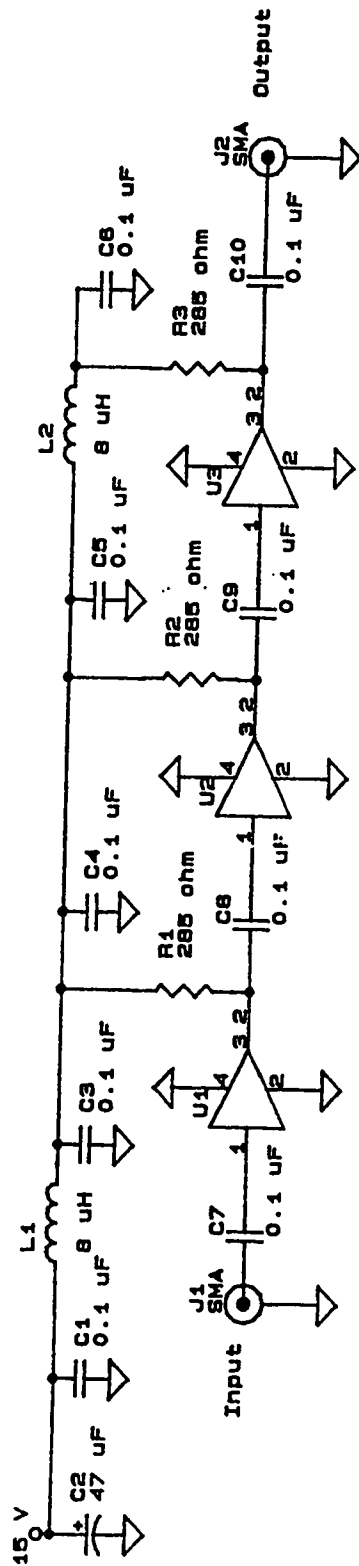 15 V
C2
47 uF
+
C1
0.1 uF
L1
8 uH
C3
0.1 uF
C4
0.1 uF
C5
0.1 uF
L2
8 uH
C6
0.1 uF
R1
285 ohm
R2
285 ohm
R3
285 ohm
Input
J1
SMA
C7
0.1 uF
1
U1
4
2
3 2
C8
0.1 uF
1
U2
4
2
3 2
C9
0.1 uF
1
U3
4
2
3 2
C10
0.1 uF
J2
SMA
Output